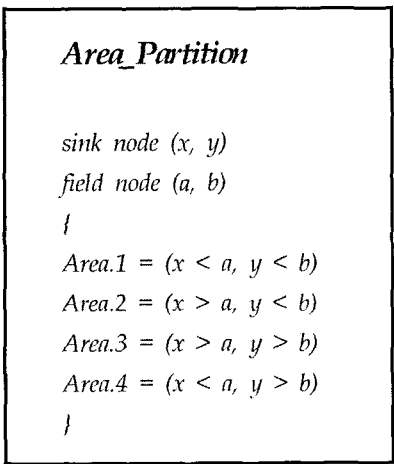 Area_Partition
sink node (x, y)
field node (a, b)
{
Area.1 = (x < a, y < b)
Area.2 = (x > a, y < b)
Area.3 = (x > a, y > b)
Area.4 = (x < a, y > b)
}